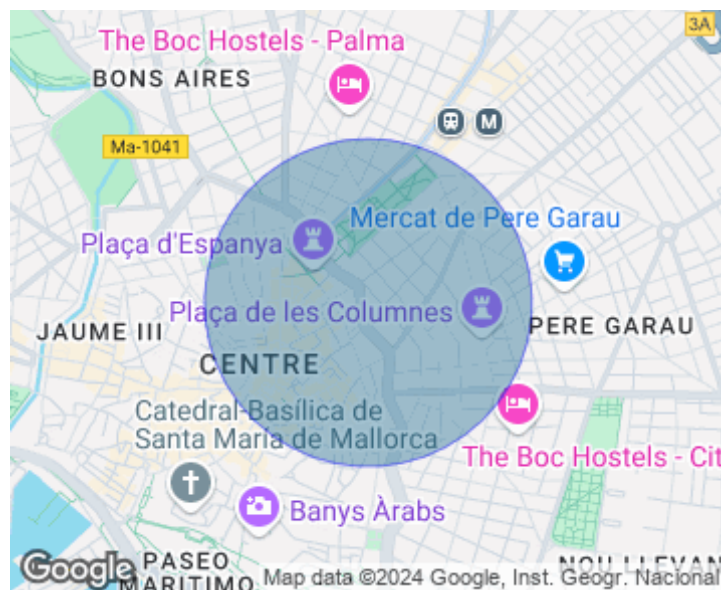 3A
The Boc Hostels - Palma
BONS AIRES
M
Ma-1041
Mercat de Pere Garau
Plaça d'Espanya
Plaça de les Columnes
PERE GARAU
JAUME III
CENTRE
Catedral-Basílica de
Santa María de Mallorca
The Boc Hostels - Cit
Banys Àrabs
PASEO
MARITIMO
NOU LLEVAN
Google
Map data ©2024 Google, Inst. Geogr. Nacional